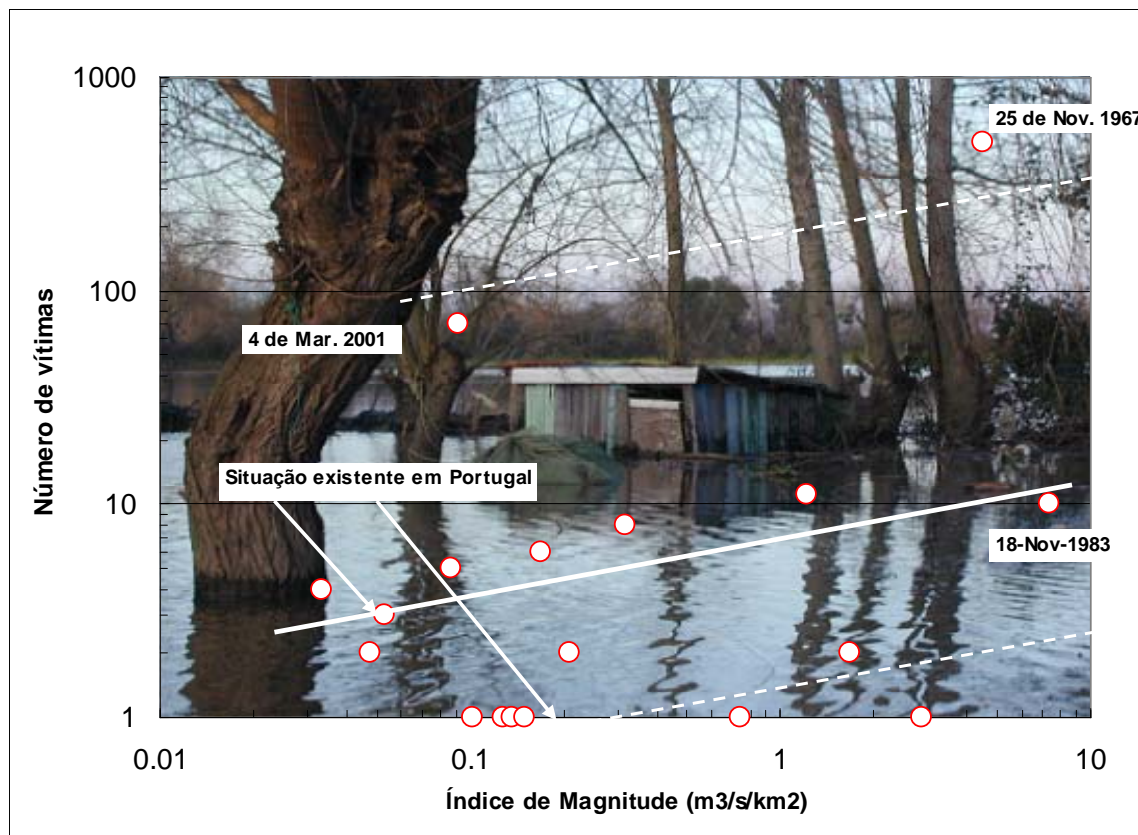 1000
100
10
1
0.01
0.1
1
10
Número de vítimas
Índice de Magnitude (m3/s/km2)
25 de Nov. 1967
4 de Mar. 2001
Situação existente em Portugal
18-Nov-1983